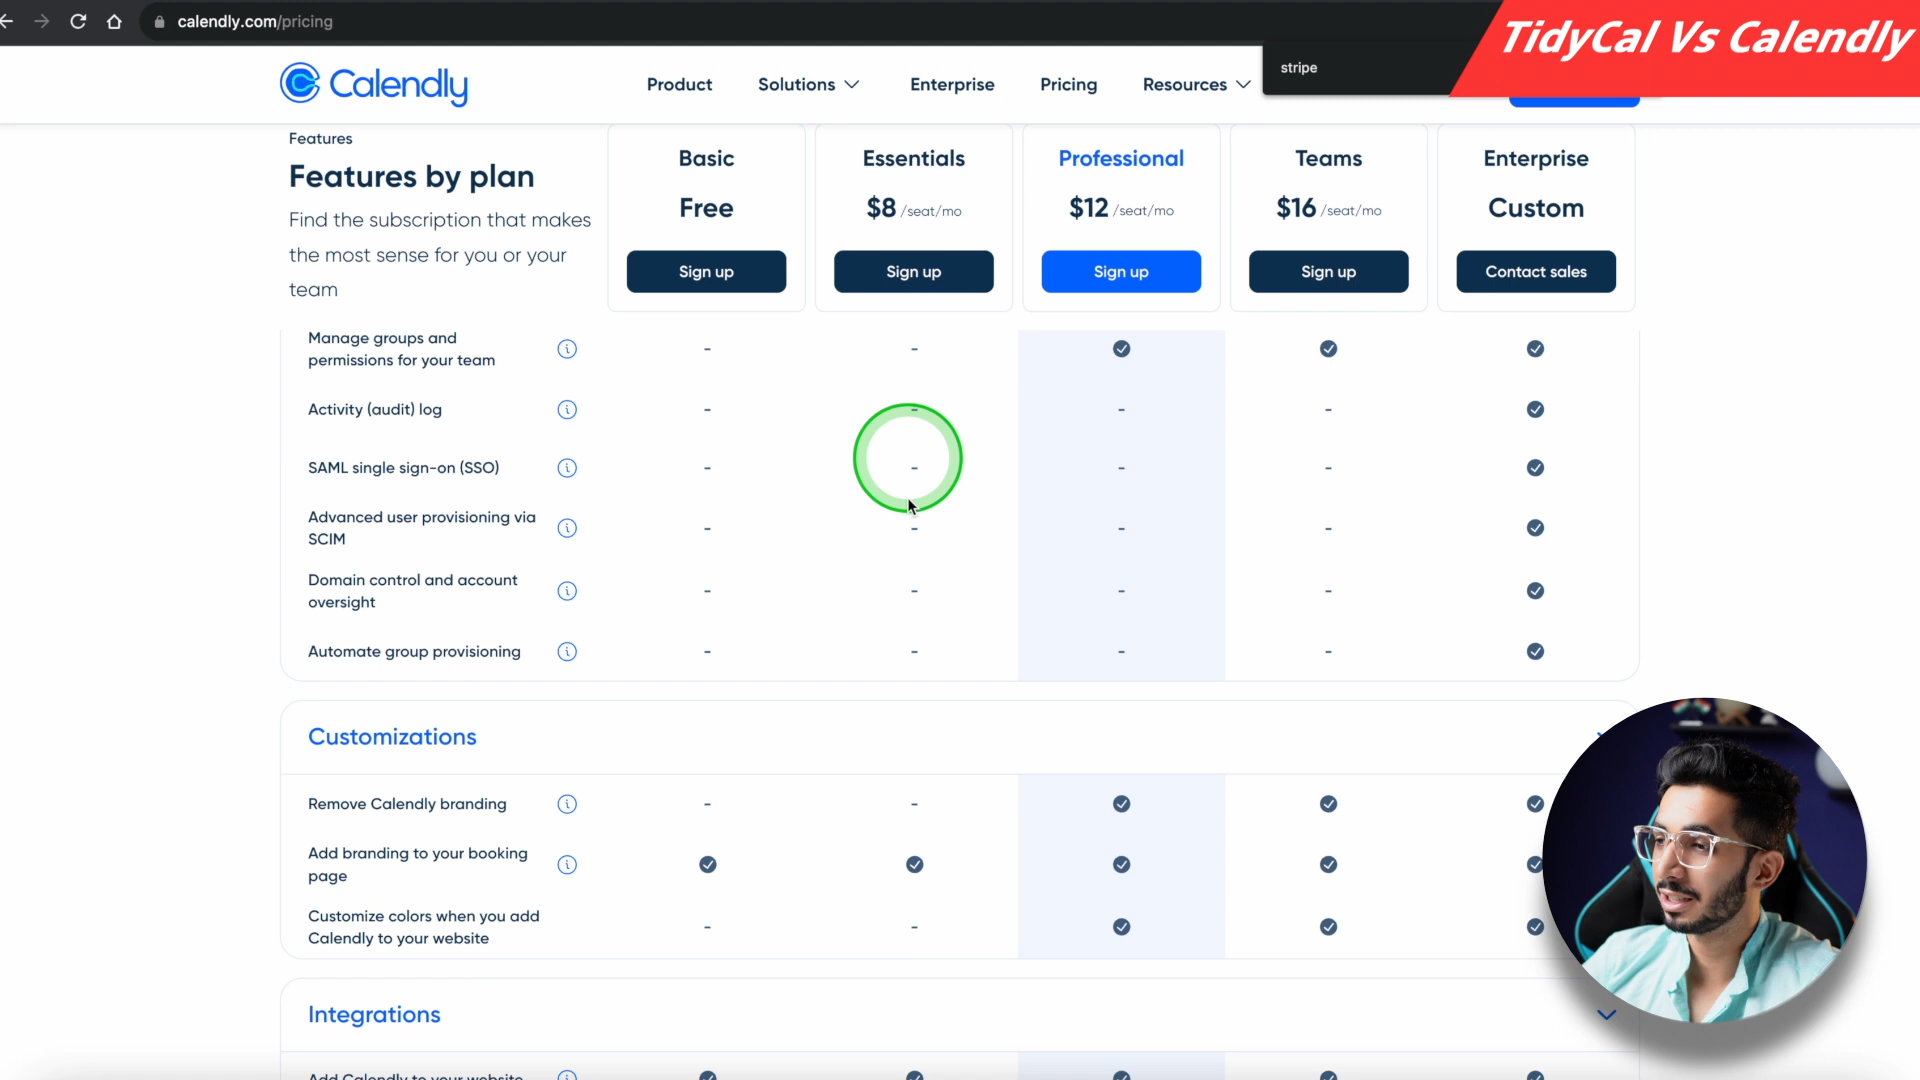 calendly.com/pricing
TidyCal Vs Calendly
stripe
Calendly
Product
Solutions
Enterprise
Pricing
Resources
Features
Features by plan
Find the subscription that makes
the most sense for you or your
team
Basic
Free
Sign up
Essentials
$8 /seat/mo
Sign up
Professional
$12 /seat/mo
Sign up
Teams
$16 /seat/mo
Sign up
Enterprise
Custom
Contact sales
Manage groups and
permissions for your team
- -
Activity (audit) log
- - - -
SAML single sign-on (SSO)
- - - -
Advanced user provisioning via
SCIM
- - - -
Domain control and account
oversight
- - - -
Automate group provisioning
- - - -
Customizations
Remove Calendly branding
- -
Add branding to your booking
page
Customize colors when you add
Calendly to your website
- -
Integrations
Add Calendly to your website